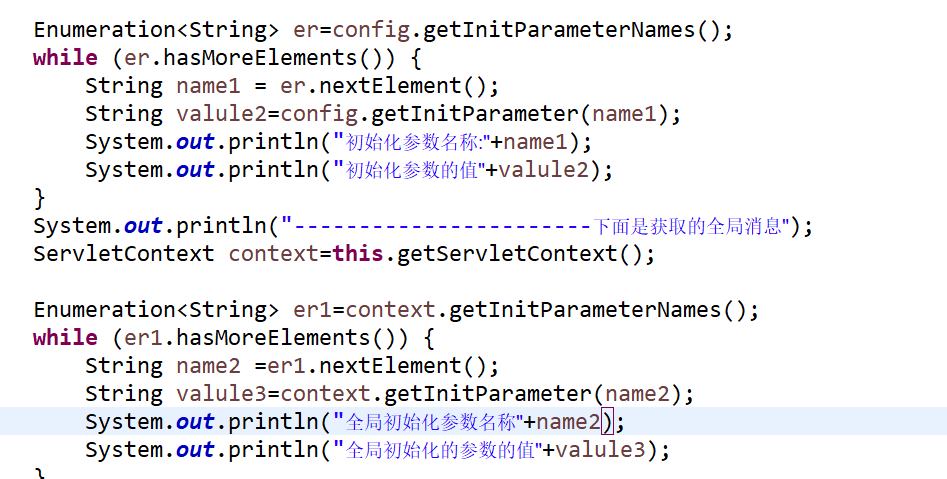 Enumeration<String> er=config.getInitParameterNames();
while (er.hasMoreElements()) {
    String name1 = er.nextElement();
    String valule2=config.getInitParameter(name1);
    System.out.println("初始化参数名称:"+name1);
    System.out.println("初始化参数的值"+valule2);
}
System.out.println("-----------------------下面是获取的全局消息");
ServletContext context=this.getServletContext();

Enumeration<String> er1=context.getInitParameterNames();
while (er1.hasMoreElements()) {
    String name2 =er1.nextElement();
    String valule3=context.getInitParameter(name2);
    System.out.println("全局初始化参数名称"+name2);
    System.out.println("全局初始化的参数的值"+valule3);
}